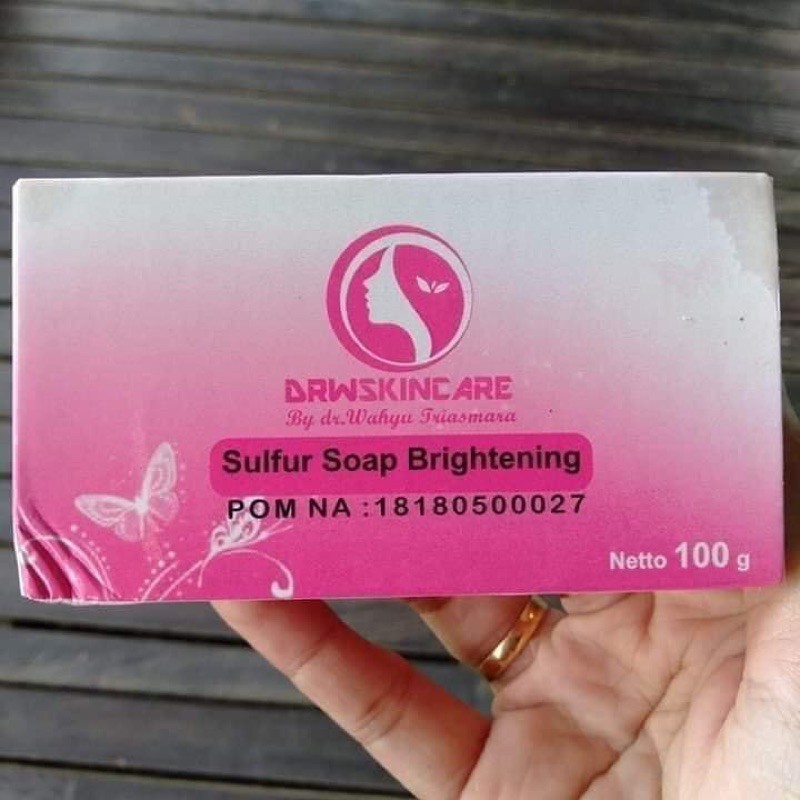 DRWSKINCARE
By dr.Wahyu Triasmara
Sulfur Soap Brightening
POM NA :18180500027
Netto 100 g